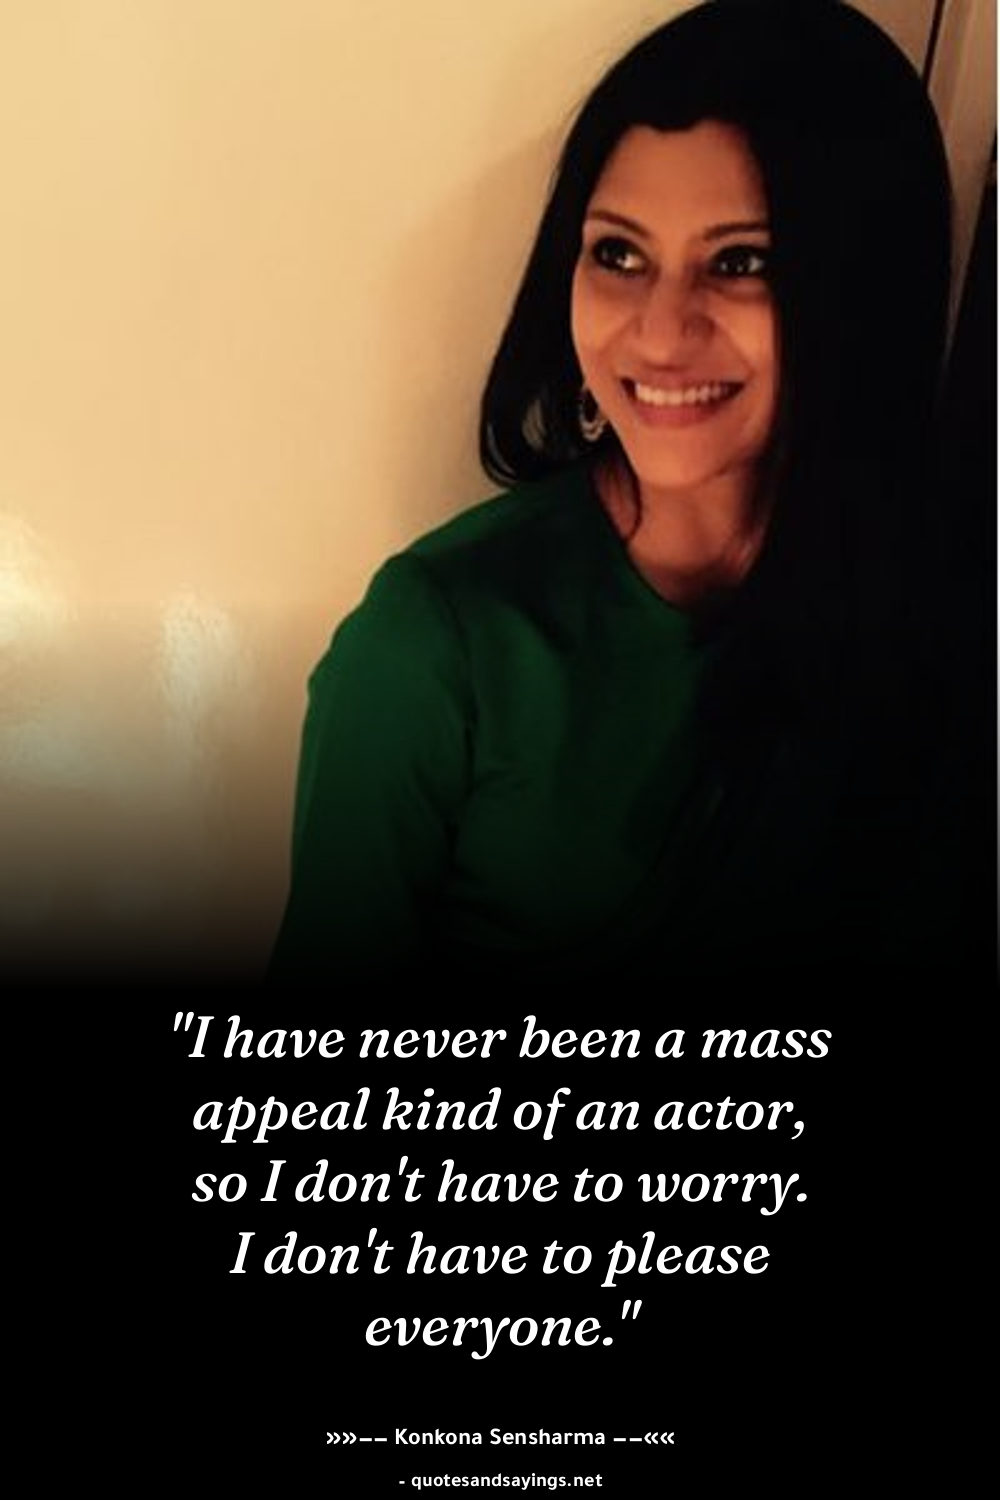 "I have never been a mass
appeal kind of an actor,
so I don't have to worry.
I don't have to please
everyone."
»»–– Konkona Sensharma ––««
- quotesandsayings.net